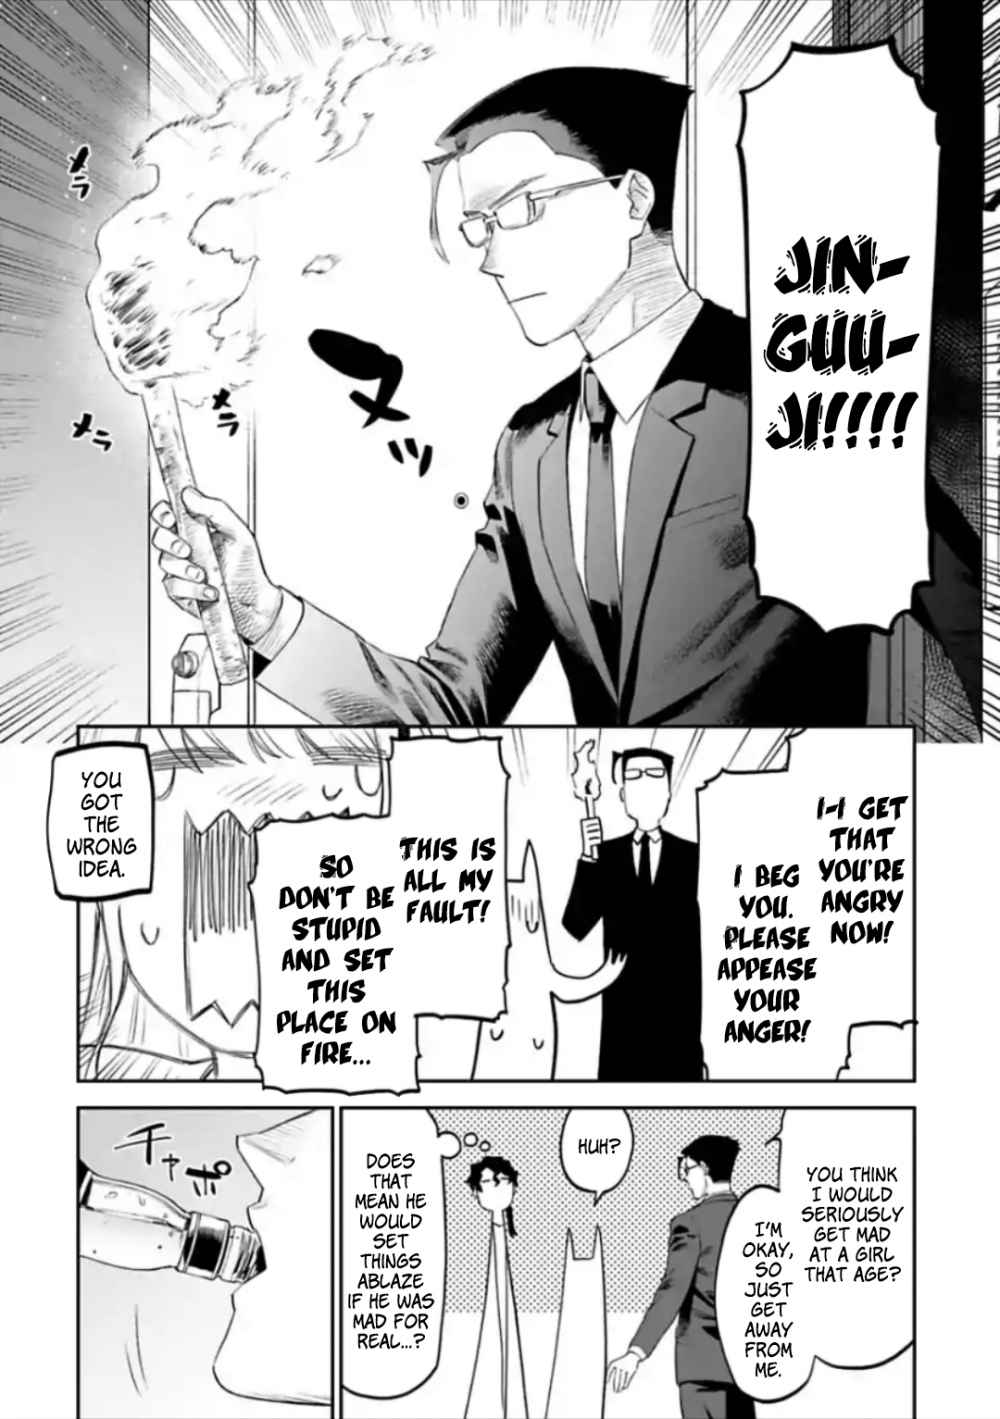 JIN-
GUU-
JI!!!!
メラ
メラ
メラ
ヌッ
I-I GET
THAT
YOU'RE
ANGRY
NOW!
I BEG
YOU.
PLEASE
APPEASE
YOUR
ANGER!
THIS IS
ALL MY
FAULT!
SO
DON'T BE
STUPID
AND SET
THIS
PLACE ON
FIRE...
YOU
GOT
THE
WRONG
IDEA.
YOU THINK
I WOULD
SERIOUSLY
GET MAD
AT A GIRL
THAT AGE?
I'M
OKAY,
SO
JUST
GET
AWAY
FROM
ME.
HUH?
DOES
THAT
MEAN HE
WOULD
SET
THINGS
ABLAZE
IF HE WAS
MAD FOR
REAL...?
チャポ